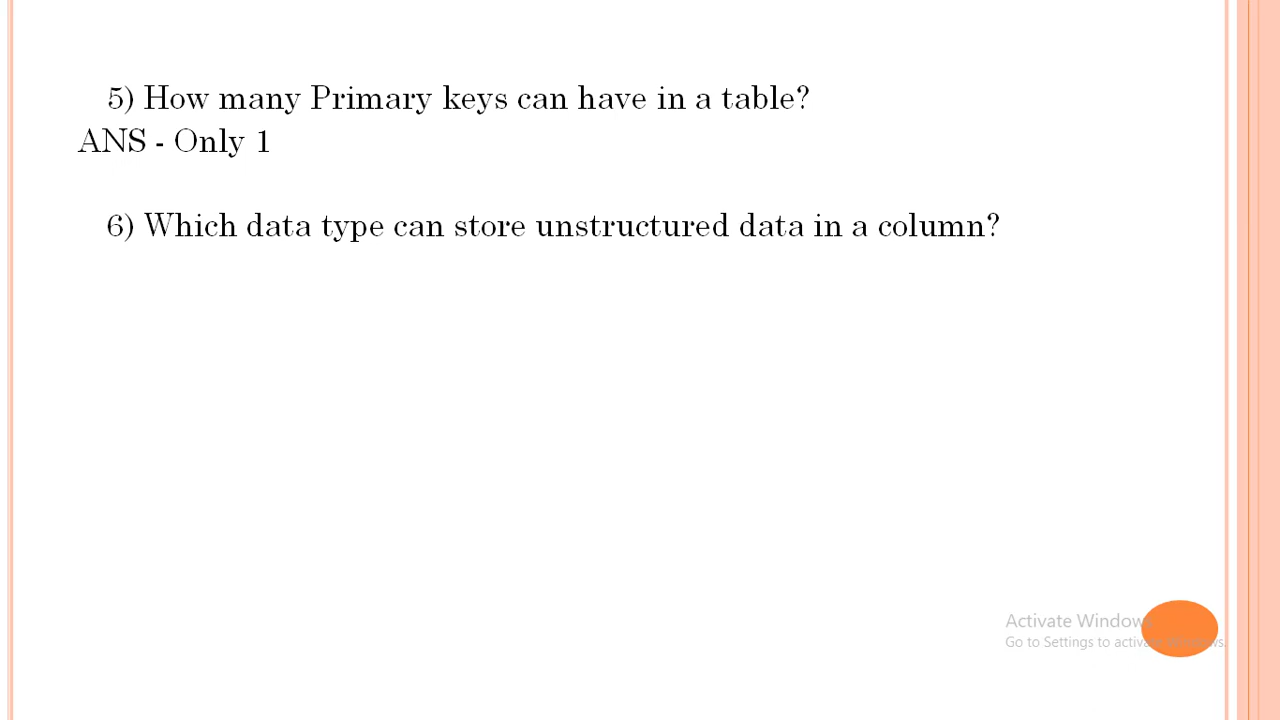 5) How many Primary keys can have in a table?
ANS - Only 1
6) Which data type can store unstructured data in a column?
Activate Windows
Go to Settings to activate Windows.